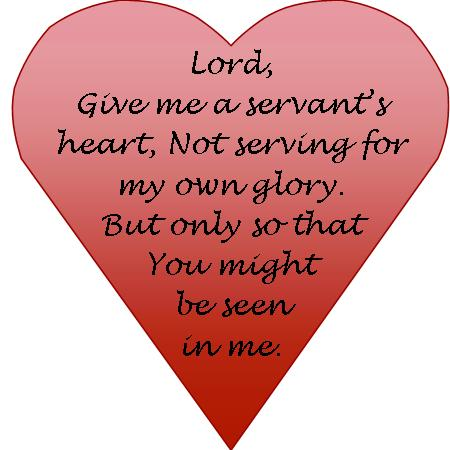 Lord,
Give me a servant's
heart, Not serving for
my own glory.
But only so that
You might
be seen
in me.